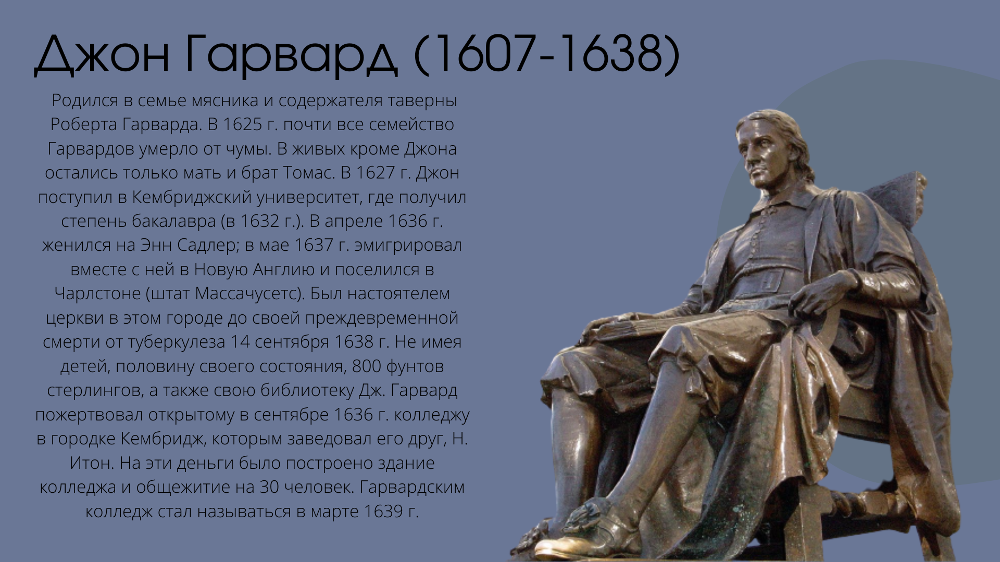 Джон Гарвард (1607-1638)
Родился в семье мясника и содержателя таверны
Роберта Гарварда. В 1625 г. почти все семейство
Гарвардов умерло от чумы. В живых кроме Джона
остались только мать и брат Томас. В 1627 г. Джон
поступил в Кембриджский университет, где получил
степень бакалавра (в 1632 г.). В апреле 1636 г.
женился на Энн Садлер; в мае 1637 г. эмигрировал
вместе с ней в Новую Англию и поселился в
Чарлстоне (штат Массачусетс). Был настоятелем
церкви в этом городе до своей преждевременной
смерти от туберкулеза 14 сентября 1638 г. Не имея
детей, половину своего состояния, 800 фунтов
стерлингов, а также свою библиотеку Дж. Гарвард
пожертвовал открытому в сентябре 1636 г. колледжу
в городке Кембридж, которым заведовал его друг, Н.
Итон. На эти деньги было построено здание
колледжа и общежитие на 30 человек. Гарвардским
колледж стал называться в марте 1639 г.